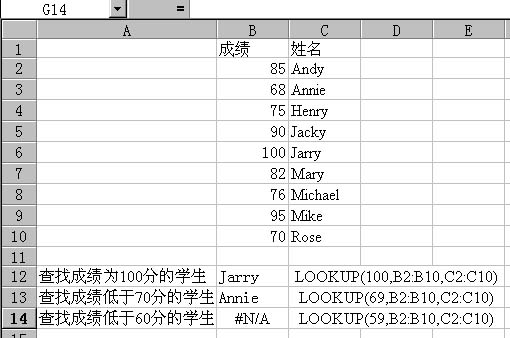 G14 =
A B C D E
1 成绩 姓名
2 85 Andy
3 68 Annie
4 75 Henry
5 90 Jacky
6 100 Jarry
7 82 Mary
8 76 Michael
9 95 Mike
10 70 Rose
11
12 查找成绩为100分的学生 Jarry LOOKUP(100,B2:B10,C2:C10)
13 查找成绩低于70分的学生 Annie LOOKUP(69,B2:B10,C2:C10)
14 查找成绩低于60分的学生 #N/A LOOKUP(59,B2:B10,C2:C10)